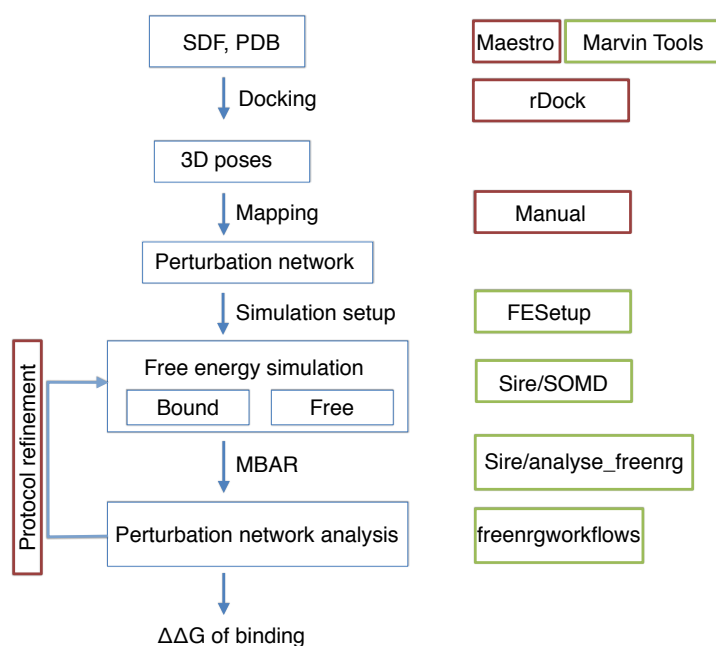 SDF, PDB
Maestro
Marvin Tools
Docking
rDock
3D poses
Mapping
Manual
Perturbation network
Simulation setup
FESetup
Free energy simulation
Bound
Free
Sire/SOMD
MBAR
Sire/analyse_freenrg
Protocol refinement
Perturbation network analysis
freenrgworkflows
ΔΔG of binding